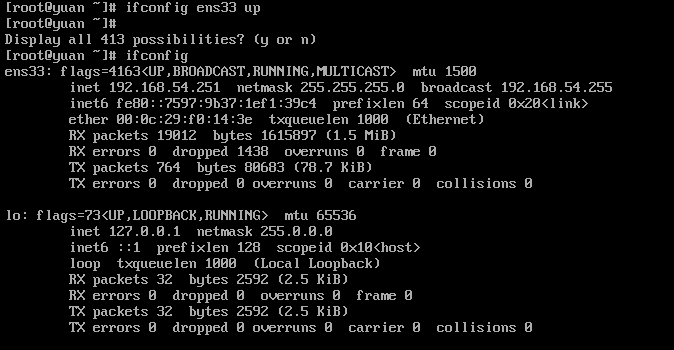 [root@yuan ~]# ifconfig ens33 up
[root@yuan ~]#
Display all 413 possibilities? (y or n)
[root@yuan ~]# ifconfig
ens33: flags=4163<UP,BROADCAST,RUNNING,MULTICAST>  mtu 1500
        inet 192.168.54.251  netmask 255.255.255.0  broadcast 192.168.54.255
        inet6 fe80::7597:9b37:1ef1:39c4  prefixlen 64  scopeid 0x20<link>
        ether 00:0c:29:f0:14:3e  txqueuelen 1000  (Ethernet)
        RX packets 19012  bytes 1615897 (1.5 MiB)
        RX errors 0  dropped 1438  overruns 0  frame 0
        TX packets 764  bytes 80683 (78.7 KiB)
        TX errors 0  dropped 0 overruns 0  carrier 0  collisions 0

lo: flags=73<UP,LOOPBACK,RUNNING>  mtu 65536
        inet 127.0.0.1  netmask 255.0.0.0
        inet6 ::1  prefixlen 128  scopeid 0x10<host>
        loop  txqueuelen 1000  (Local Loopback)
        RX packets 32  bytes 2592 (2.5 KiB)
        RX errors 0  dropped 0  overruns 0  frame 0
        TX packets 32  bytes 2592 (2.5 KiB)
        TX errors 0  dropped 0 overruns 0  carrier 0  collisions 0